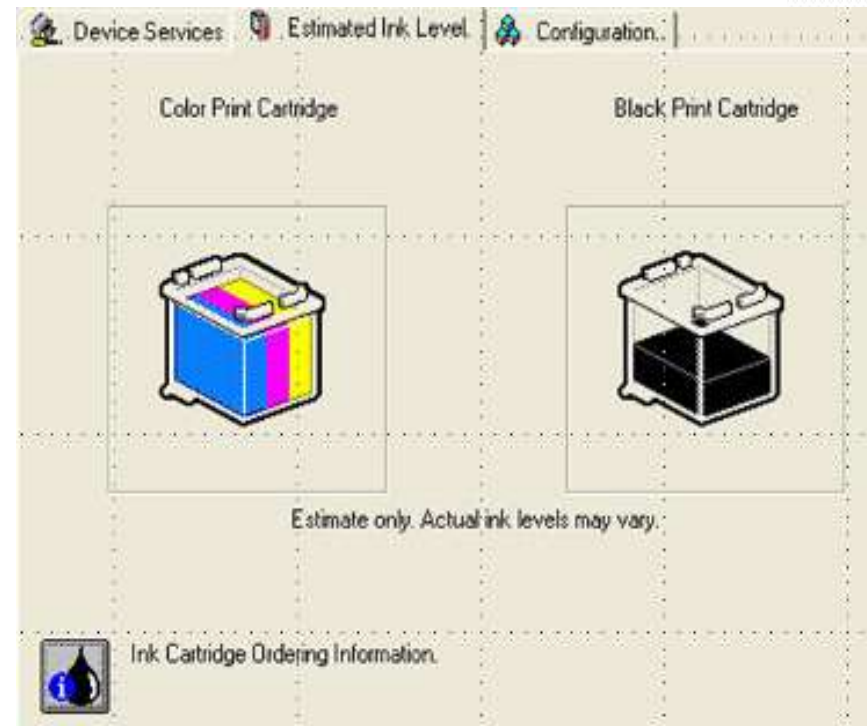 Device Services Estimated Ink Level Configuration..
Color Print Cartridge Black Print Cartridge
Estimate only. Actual ink levels may vary.
Ink Cartridge Ordering Information.